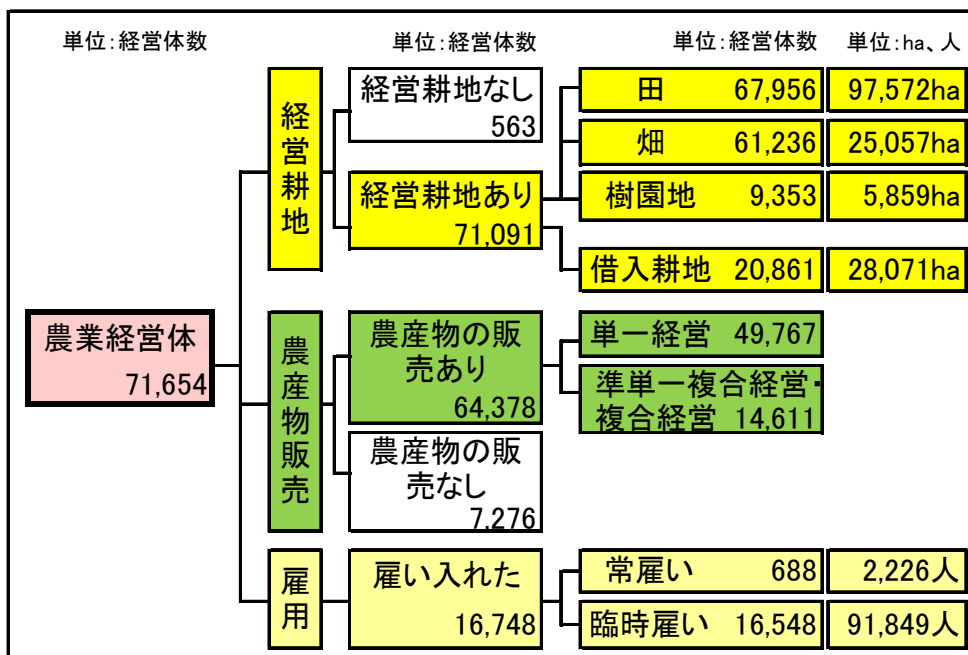 単位:経営体数
単位:経営体数
単位:経営体数
単位:ha、人
農業経営体
71,654
経営耕地
経営耕地なし
563
経営耕地あり
71,091
田 67,956 97,572ha
畑 61,236 25,057ha
樹園地 9,353 5,859ha
借入耕地 20,861 28,071ha
農産物販売
農産物の販
売あり
64,378
単一経営 49,767
準単一複合経営・
複合経営 14,611
農産物の販
売なし
7,276
雇用
雇い入れた
16,748
常雇い 688 2,226人
臨時雇い 16,548 91,849人